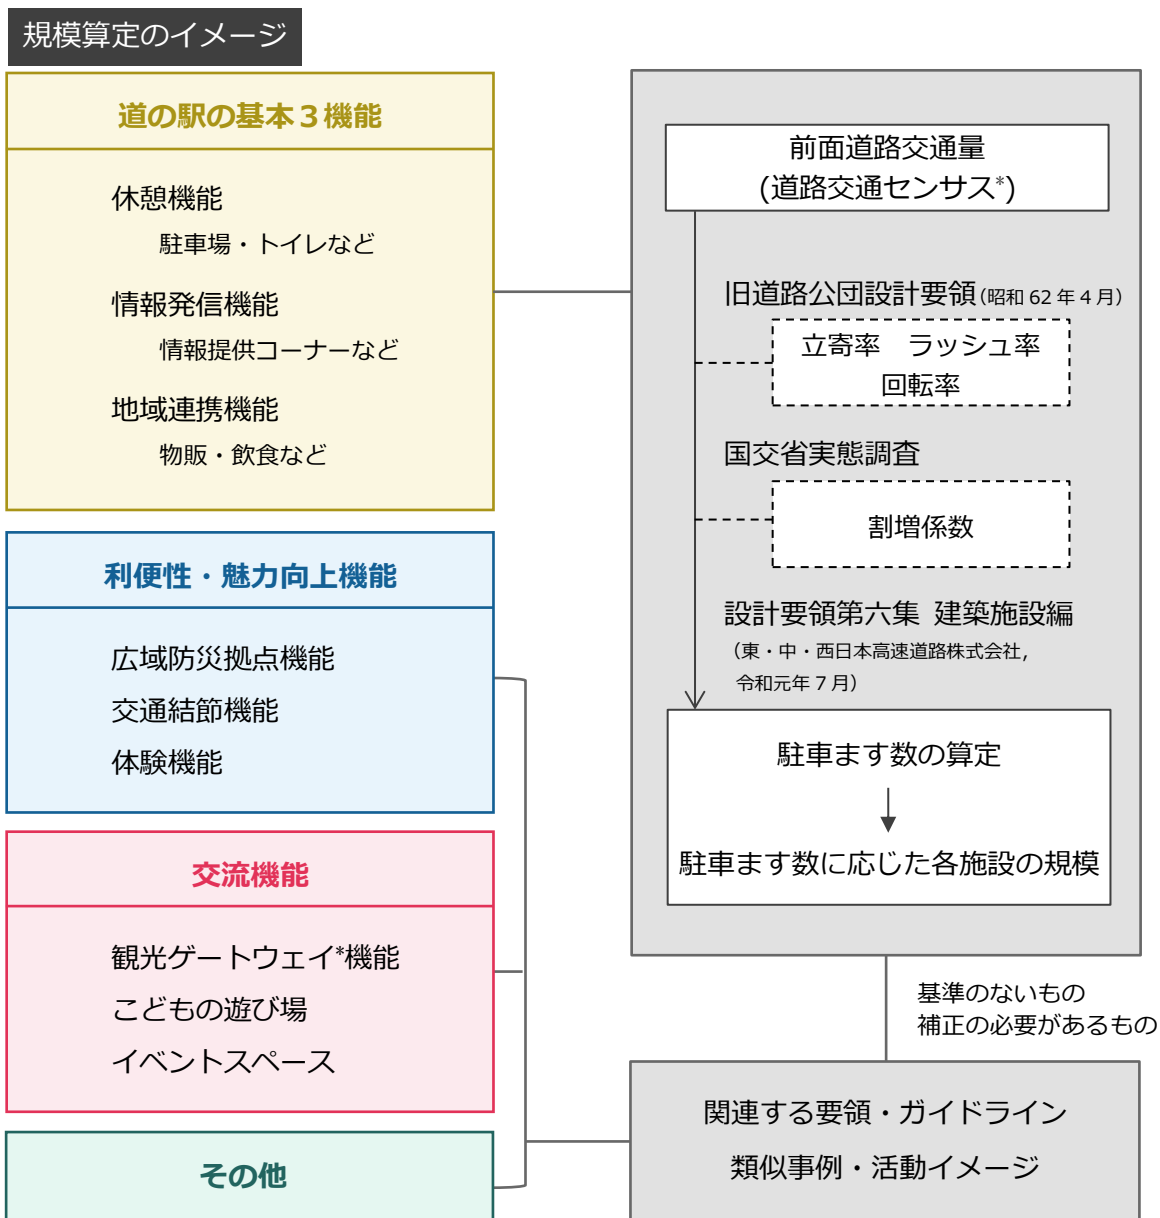 規模算定のイメージ
道の駅の基本３機能
休憩機能
駐車場・トイレなど
情報発信機能
情報提供コーナーなど
地域連携機能
物販・飲食など
利便性・魅力向上機能
広域防災拠点機能
交通結節機能
体験機能
交流機能
観光ゲートウェイ*機能
こどもの遊び場
イベントスペース
その他
前面道路交通量
(道路交通センサス*)
旧道路公団設計要領(昭和 62 年 4 月)
立寄率　ラッシュ率
回転率
国交省実態調査
割増係数
設計要領第六集 建築施設編
（東・中・西日本高速道路株式会社，
令和元年 7 月）
駐車ます数の算定
駐車ます数に応じた各施設の規模
基準のないもの
補正の必要があるもの
関連する要領・ガイドライン
類似事例・活動イメージ